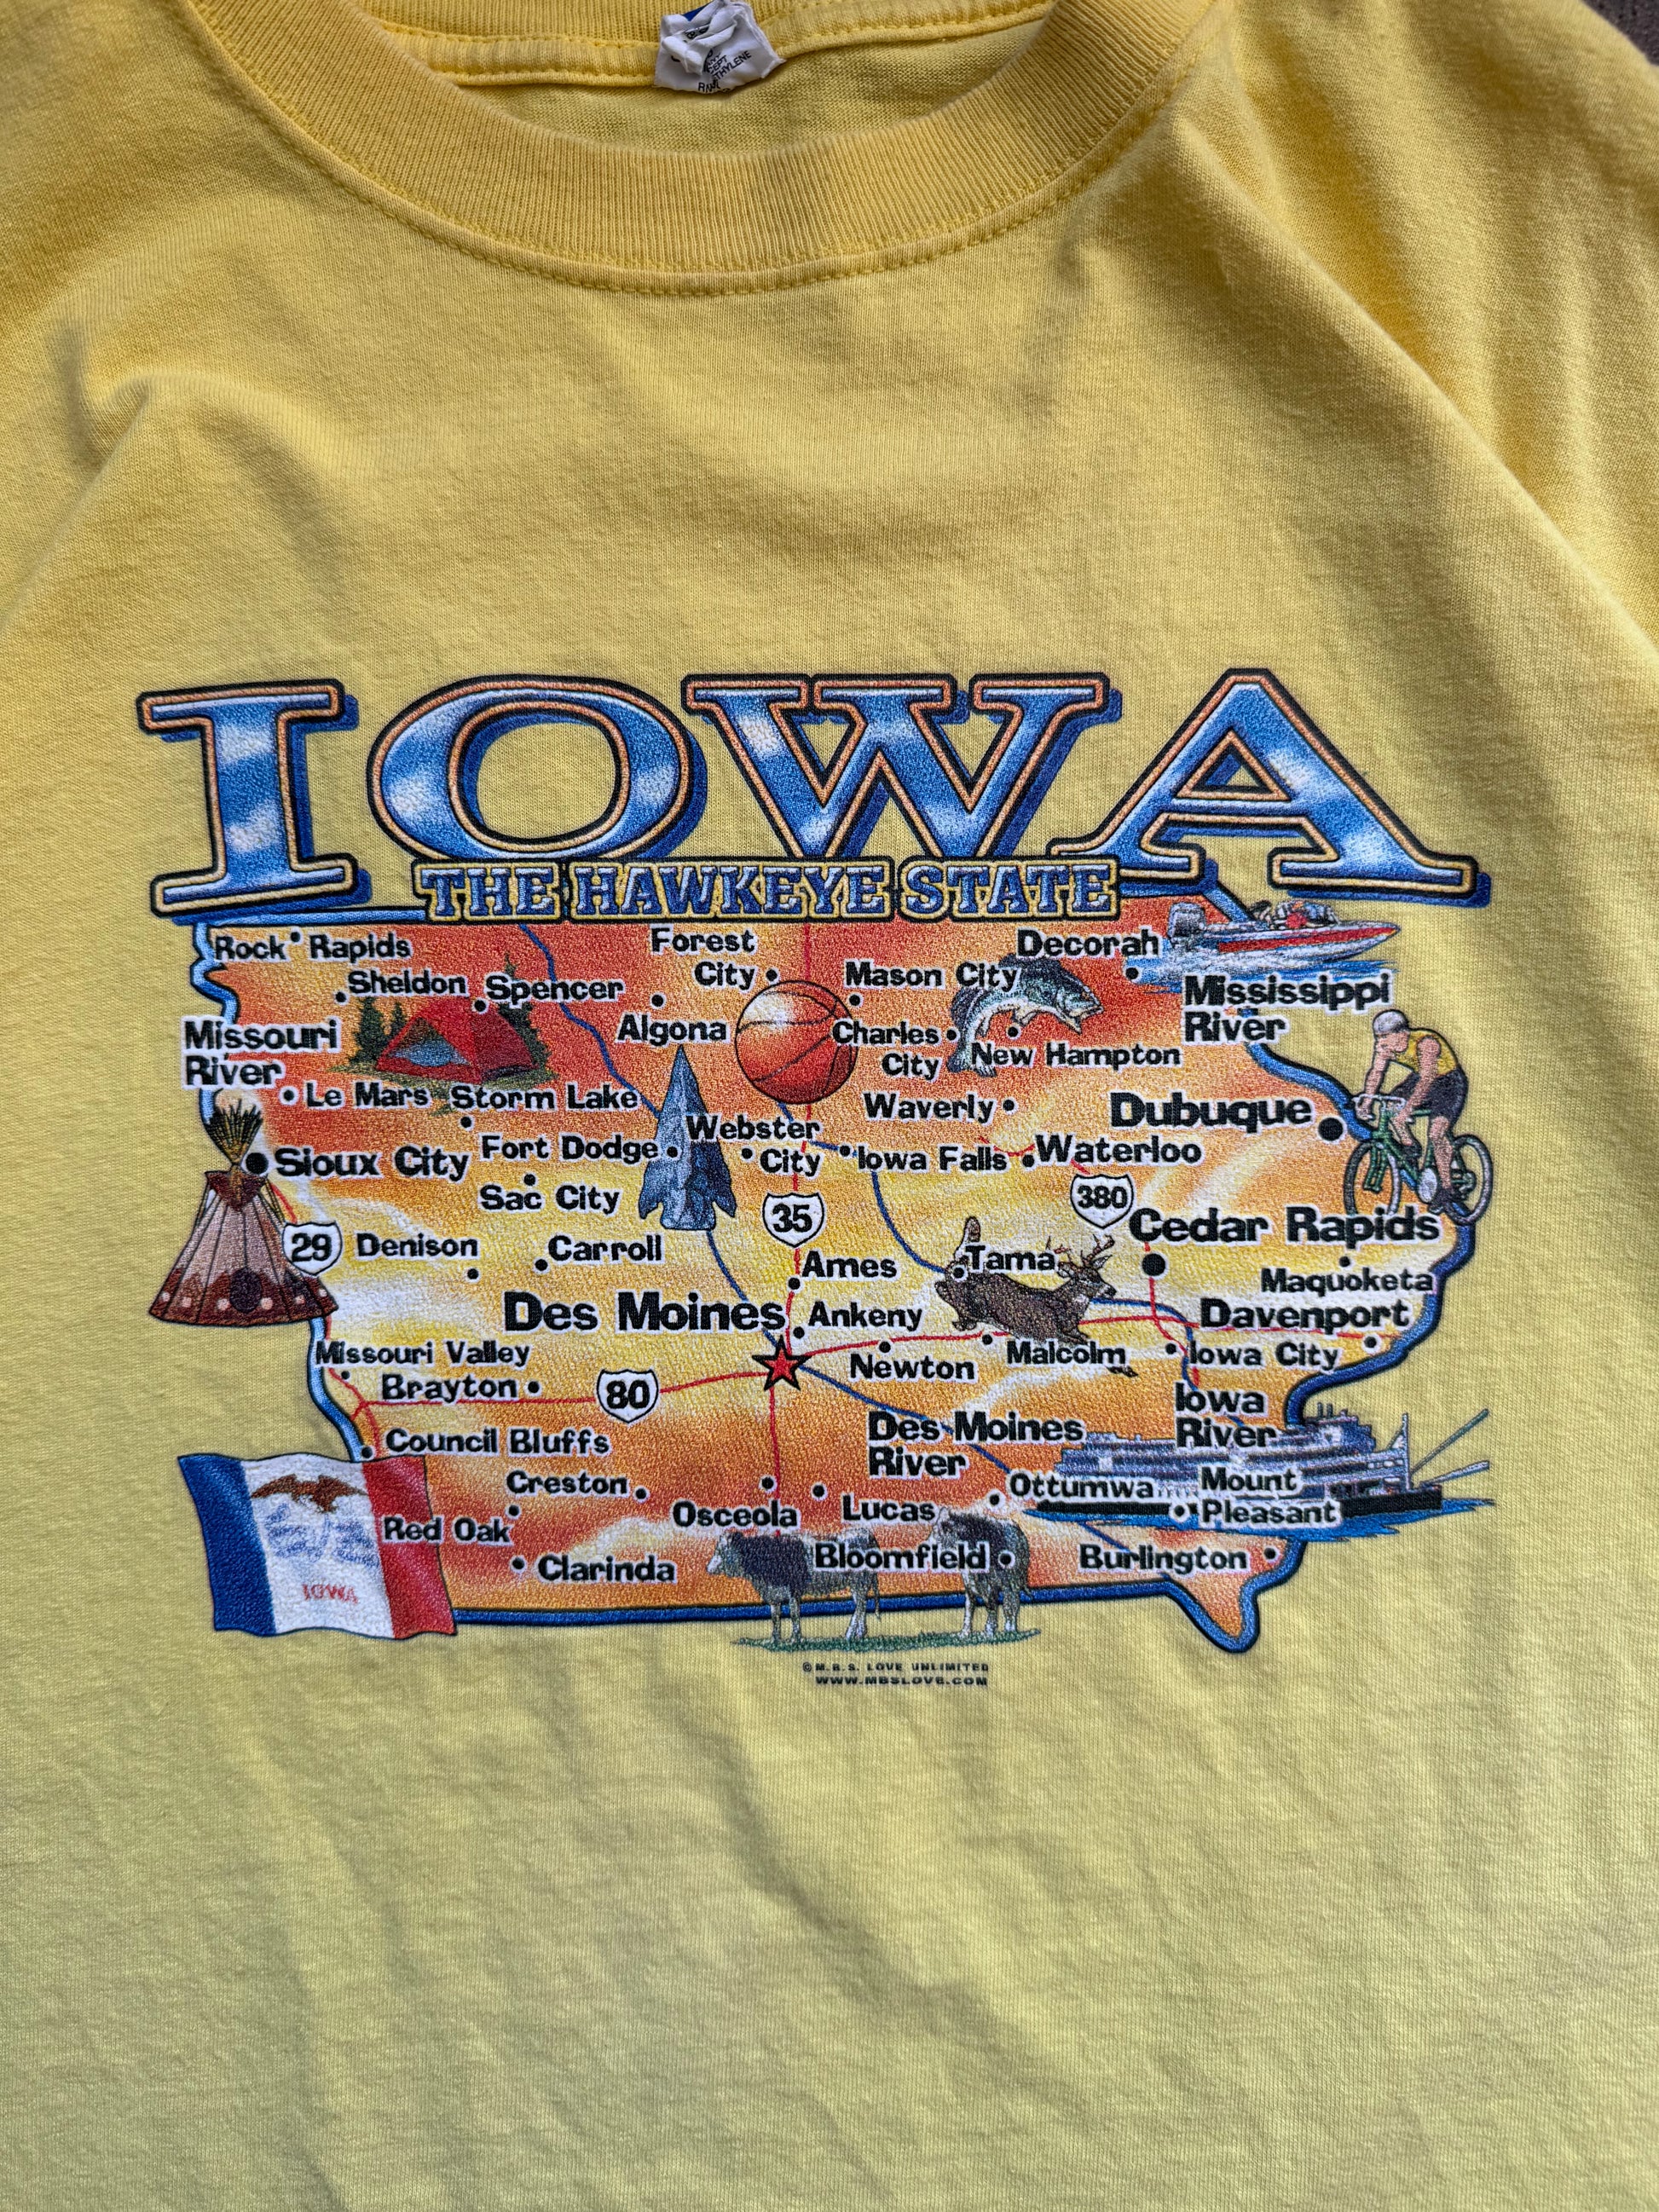 RN
THYLENE
IOWA
THE HAWKEYE STATE
Rock Rapids
Forest
City
Decorah
Sheldon
Spencer
Mason City
Mississippi
River
Missouri
River
Algona
Charles
City
New Hampton
Le Mars
Storm Lake
Waverly
Dubuque
Webster
City
Fort Dodge
Iowa Falls
Waterloo
Sioux City
Sac City
35
380
Cedar Rapids
29
Denison
Carroll
Ames
Tama
Maquoketa
Des Moines
Ankeny
Davenport
Missouri Valley
Newton
Malcolm
Iowa City
Brayton
80
Iowa
River
Des Moines
River
Council Bluffs
Creston
Ottumwa
Mount
Pleasant
Osceola
Lucas
Red Oak
Clarinda
Bloomfield
Burlington
IOWA
© M.R.S. LOVE UNLIMITED
WWW.MBSLOVE.COM